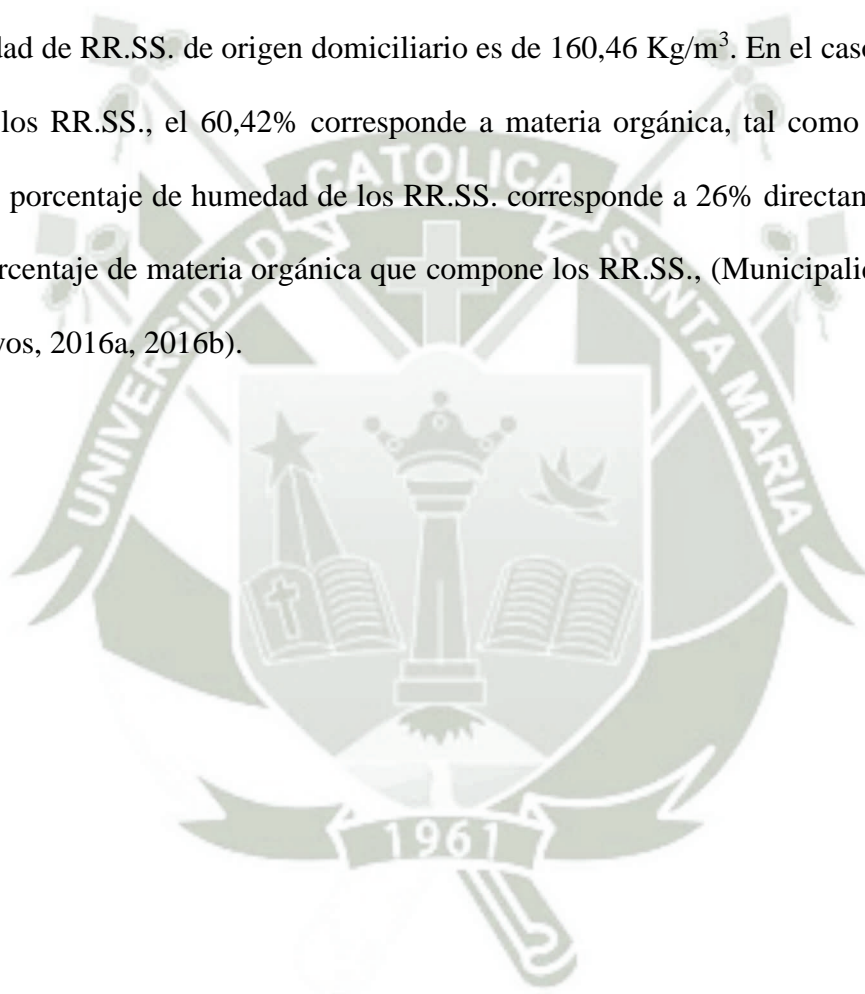 dad de RR.SS. de origen domiciliario es de 160,46 Kg/m³. En el caso
los RR.SS., el 60,42% corresponde a materia orgánica, tal como
porcentaje de humedad de los RR.SS. corresponde a 26% directam
rcentaje de materia orgánica que compone los RR.SS., (Municipalic
vos, 2016a, 2016b).
UNIVERSIDAD CATOLICA SANTA MARIA
1961